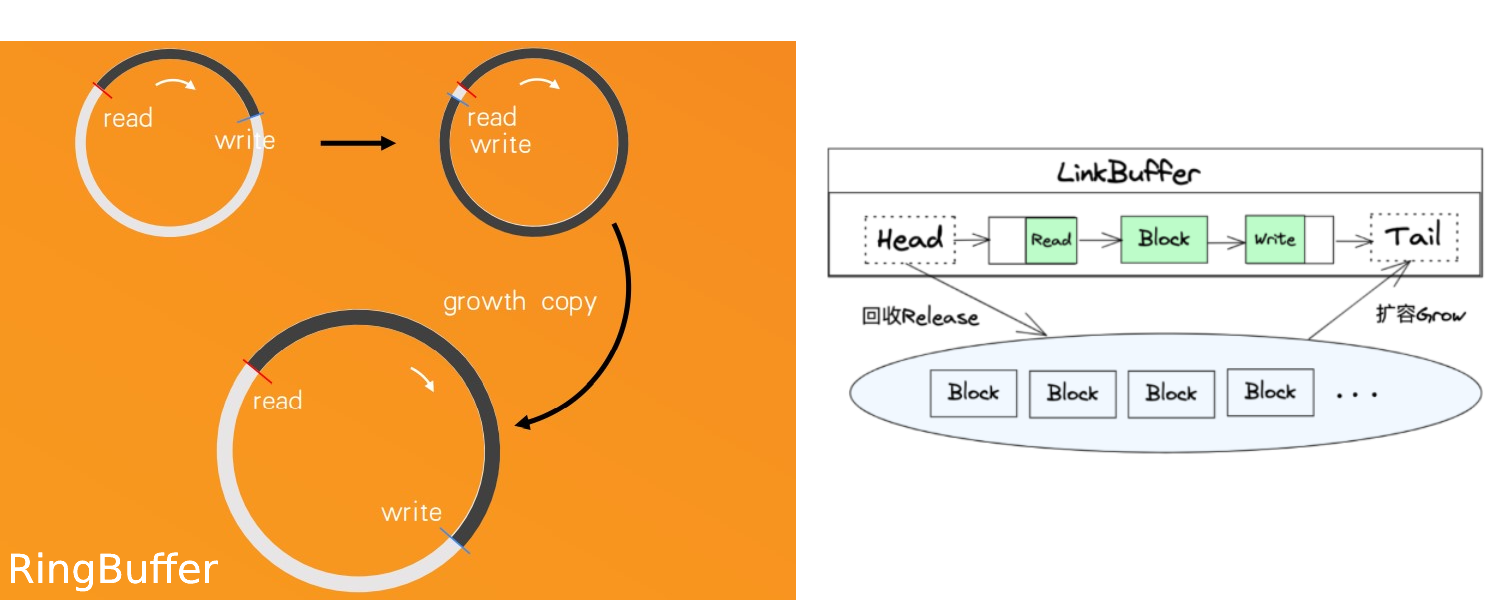 read
write
read
write
growth copy
read
write
RingBuffer
LinkBuffer
Head
Read
Block
Write
Tail
回收Release
扩容Grow
Block
Block
Block
Block
...